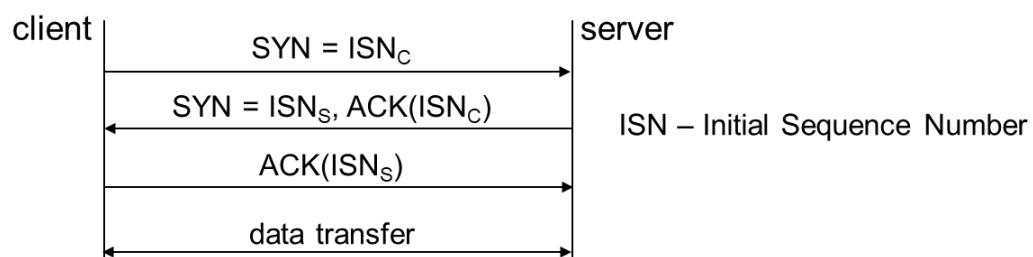 client
server
SYN = ISN_C
SYN = ISN_S, ACK(ISN_C)
ISN – Initial Sequence Number
ACK(ISN_S)
data transfer